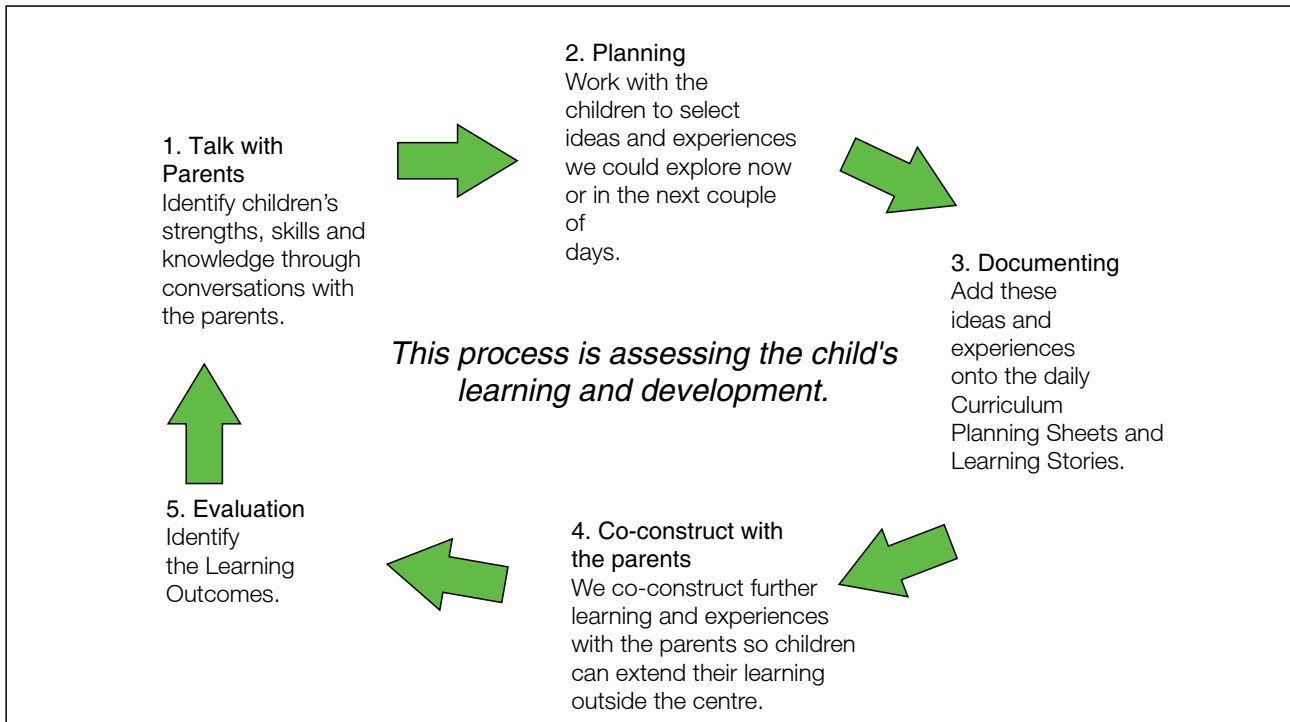 1. Talk with
Parents
Identify children’s
strengths, skills and
knowledge through
conversations with
the parents.
2. Planning
Work with the
children to select
ideas and experiences
we could explore now
or in the next couple
of
days.
3. Documenting
Add these
ideas and
experiences
onto the daily
Curriculum
Planning Sheets and
Learning Stories.
This process is assessing the child's
learning and development.
4. Co-construct with
the parents
We co-construct further
learning and experiences
with the parents so children
can extend their learning
outside the centre.
5. Evaluation
Identify
the Learning
Outcomes.